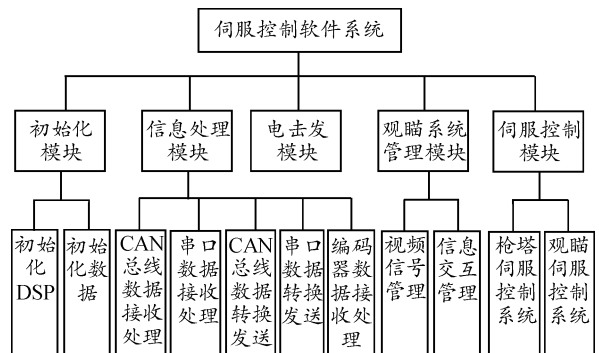 伺服控制软件系统
初始化
模块
信息处理
模块
电击发
模块
观瞄系统
管理模块
伺服控制
模块
初始
化
DSP
初始
化数
据
CAN
总线
数据
接收
处理
串口
数据
接收
处理
CAN
总线
数据
转换
发送
串口
数据
转换
发送
编码
器数
据接
收处
理
视频
信号
管理
信息
交互
管理
枪塔
伺服
控制
系统
观瞄
伺服
控制
系统